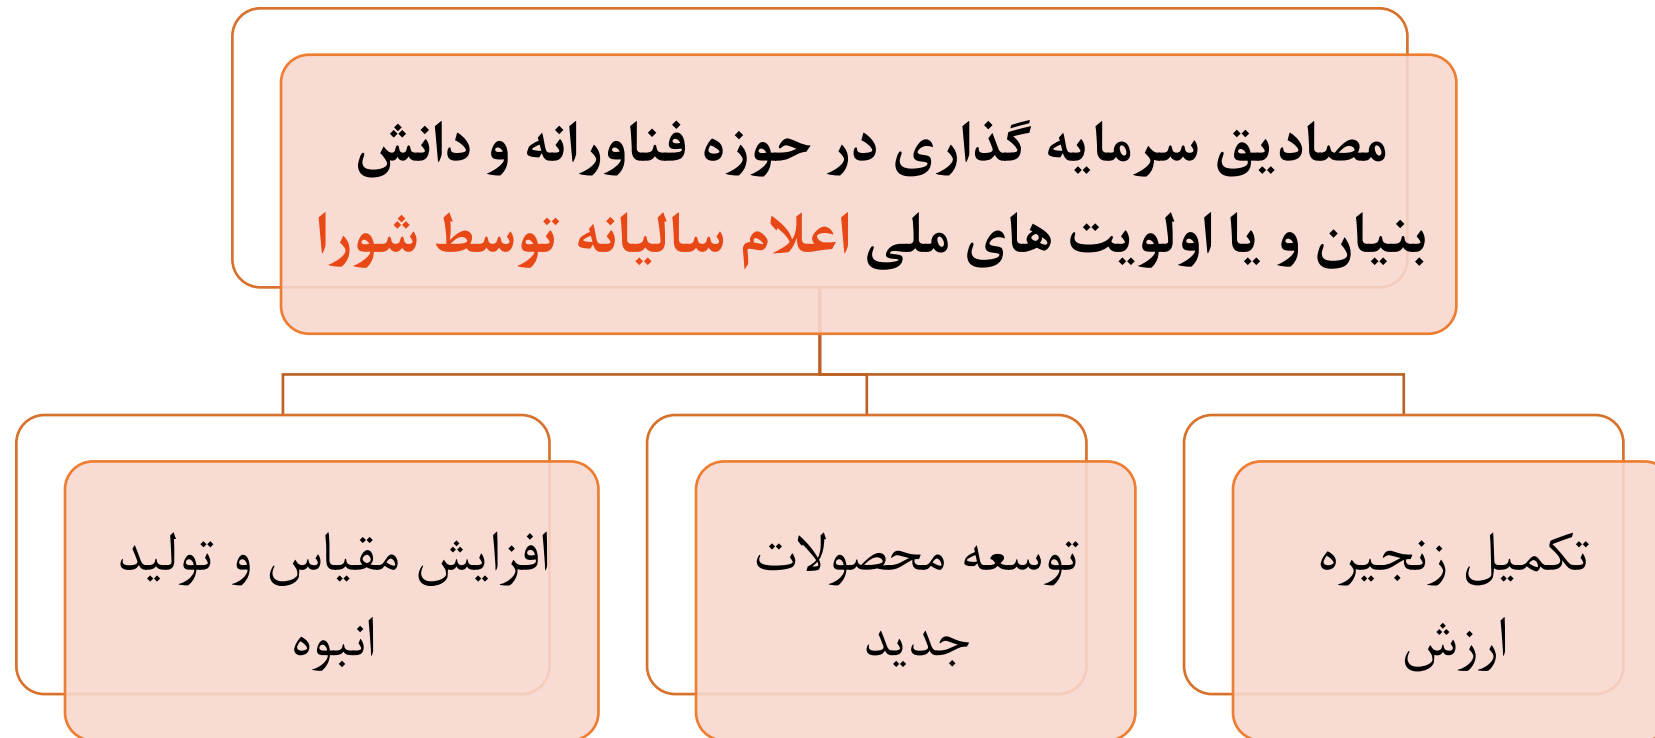 مصادیق سرمایه گذاری در حوزه فناورانه و دانش
بنیان و یا اولویت های ملی اعلام سالیانه توسط شورا
تکمیل زنجیره
ارزش
توسعه محصولات
جدید
افزایش مقیاس و تولید
انبوه